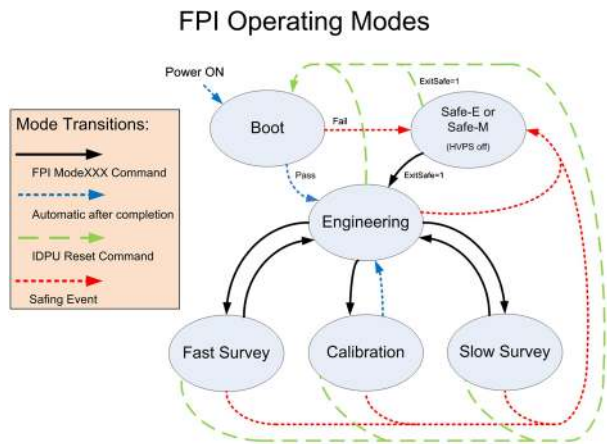 FPI Operating Modes
Power ON
ExitSafe=1
Mode Transitions:
FPI ModeXXX Command
Automatic after completion
IDPU Reset Command
Safing Event
Boot
Fail
Safe-E or
Safe-M
(HVPS off)
Pass
ExitSafe=1
Engineering
Fast Survey
Calibration
Slow Survey